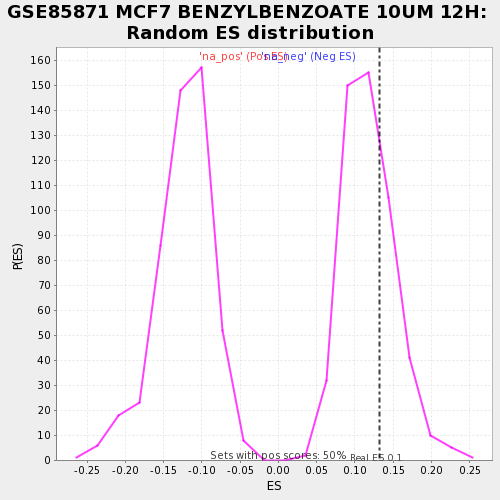 GSE85871 MCF7 BENZYLBENZOATE 10UM 12H:
Random ES distribution
'na_pos' (Pos ES) 'na_neg' (Neg ES)
160
150
140
130
120
110
100
90
80
70
60
50
40
30
20
10
0
P(ES)
Sets with pos scores: 50%
Real ES 0.1
-0.25 -0.20 -0.15 -0.10 -0.05 0.00 0.05 0.10 0.15 0.20 0.25
ES